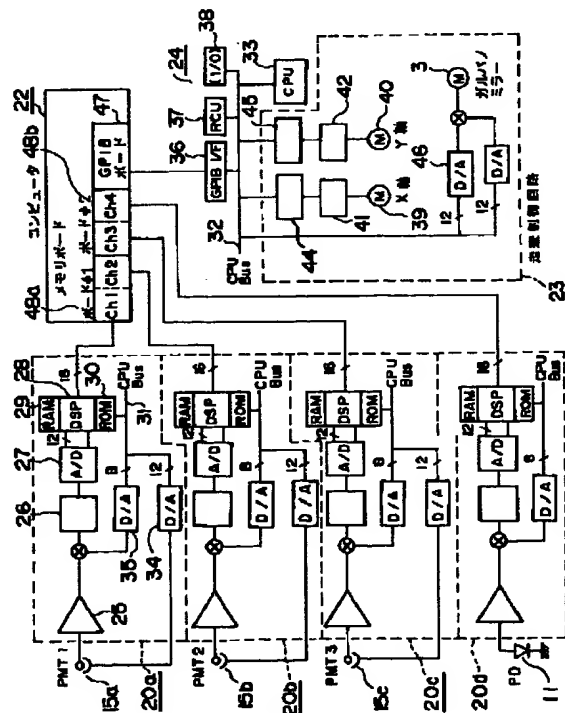 22
コンピュータ
メモリボード
48a
48b
47
ボード#1
ボード#2
GPIB
ボード
Ch1
Ch2
Ch3
Ch4
38
24
37
36
33
I/O
RCU
GPIB I/F
CPU
32
CPU
Bus
45
42
40
Y軸
44
41
39
X軸
M
M
M
3
ガルバノ
ミラー
46
D/A
D/A
12
12
走査制御回路
23
28
29
30
27
26
25
RAM
DSP
ROM
16
12
A/D
CPU
Bus
31
8
12
D/A
35
D/A
34
PMT 1
15a
20a
RAM
DSP
ROM
16
12
A/D
CPU
Bus
8
12
D/A
D/A
PMT 2
15b
20b
RAM
DSP
ROM
16
12
A/D
CPU
Bus
8
12
D/A
D/A
PMT 3
15c
20c
RAM
DSP
ROM
16
12
A/D
CPU
Bus
8
D/A
20d
PD
11